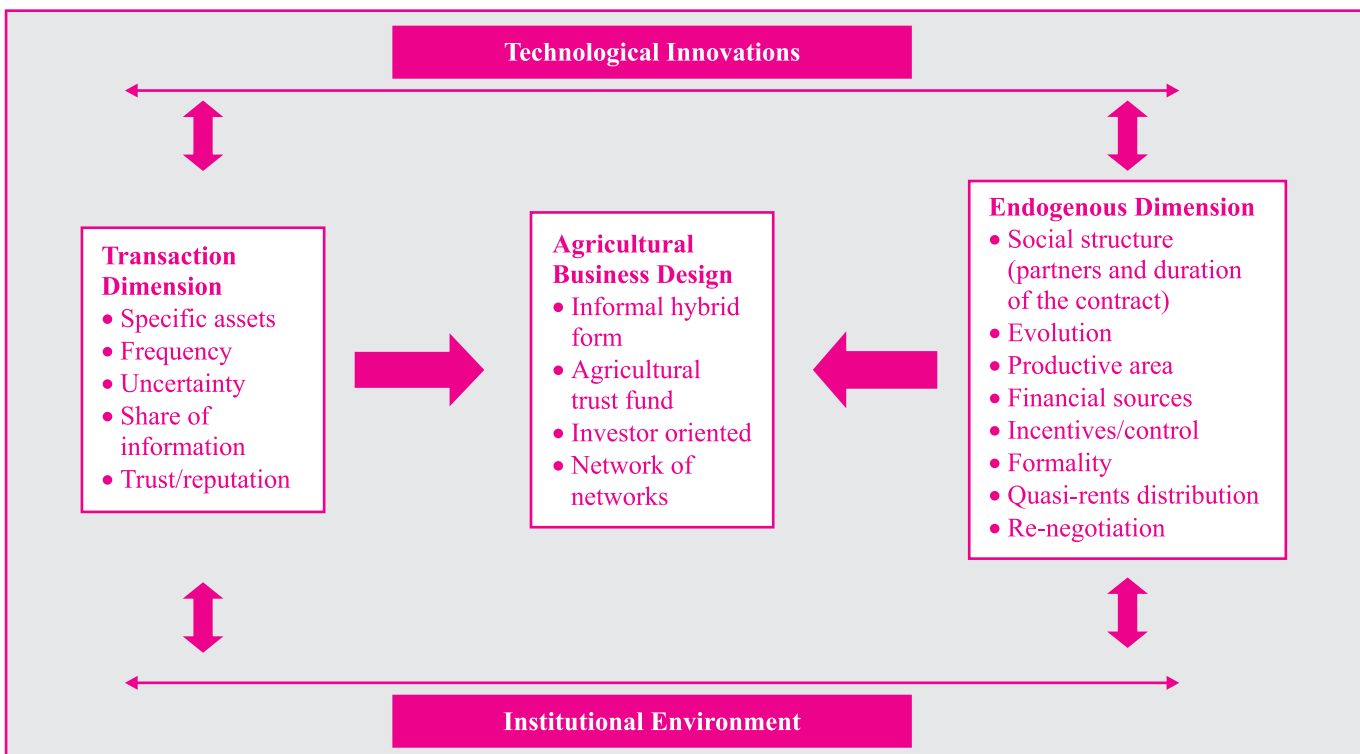 Technological Innovations
Transaction
Dimension
• Specific assets
• Frequency
• Uncertainty
• Share of
information
• Trust/reputation
Agricultural
Business Design
• Informal hybrid
form
• Agricultural
trust fund
• Investor oriented
• Network of
networks
Endogenous Dimension
• Social structure
(partners and duration
of the contract)
• Evolution
• Productive area
• Financial sources
• Incentives/control
• Formality
• Quasi-rents distribution
• Re-negotiation
Institutional Environment